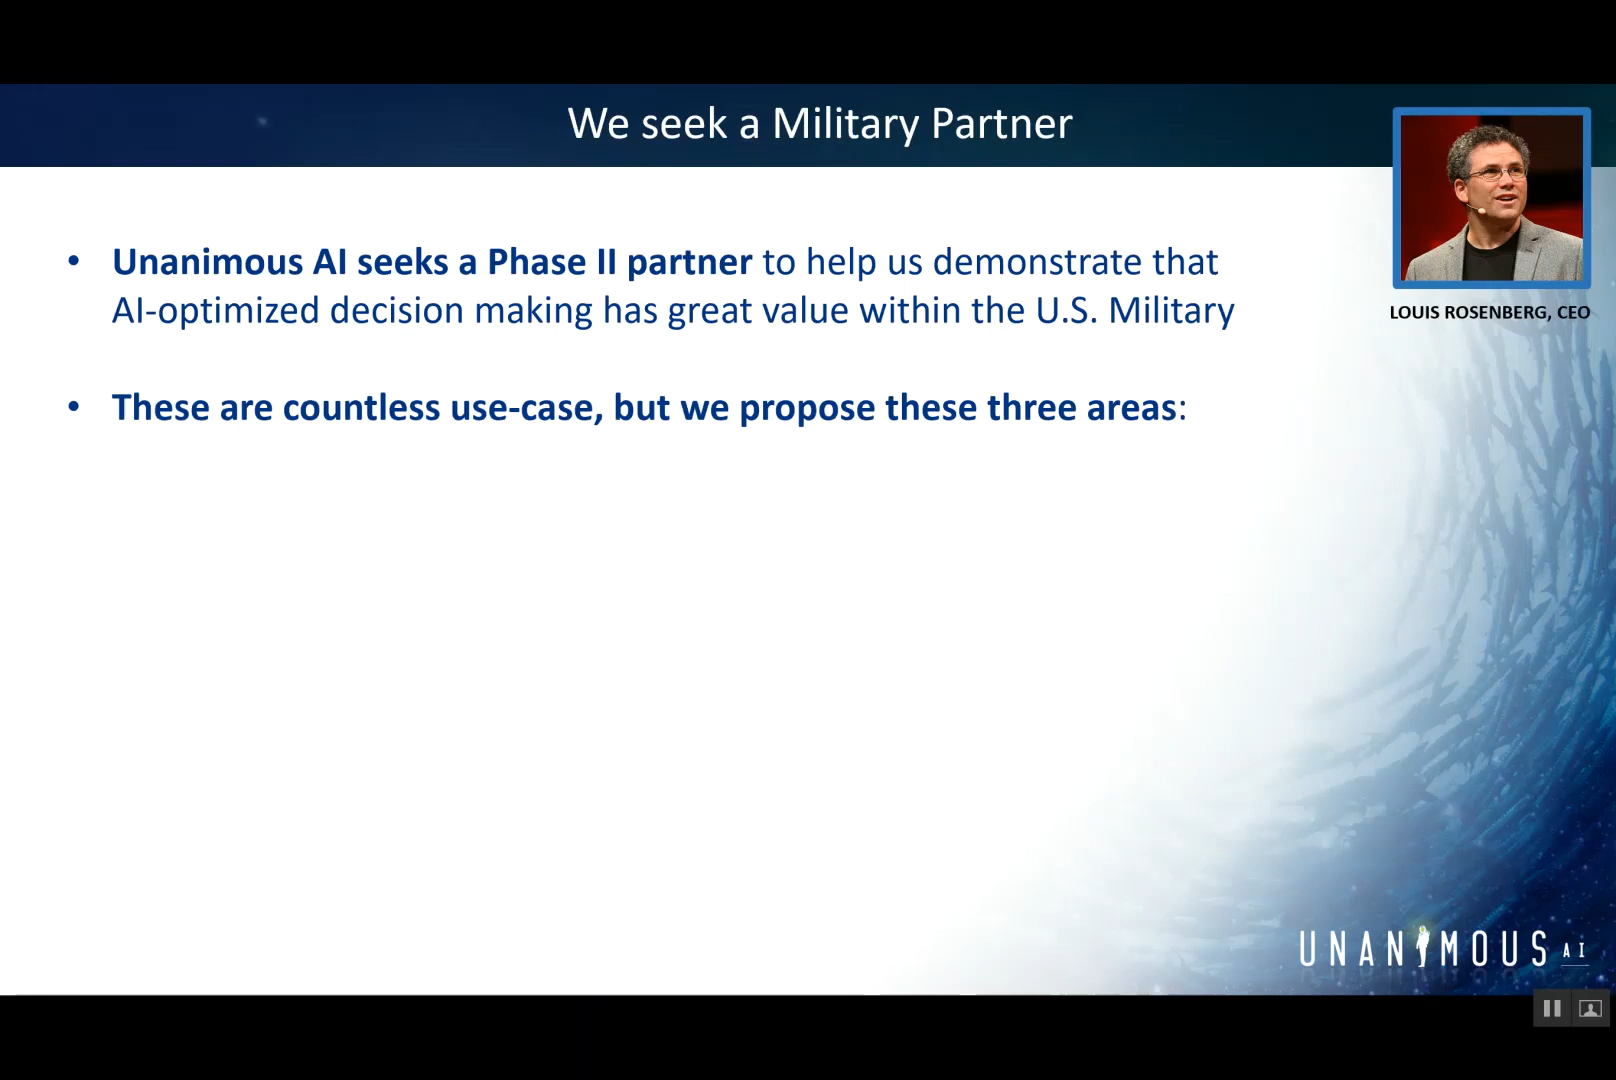 We seek a Military Partner
• Unanimous AI seeks a Phase II partner to help us demonstrate that
AI-optimized decision making has great value within the U.S. Military
• These are countless use-case, but we propose these three areas:
LOUIS ROSENBERG, CEO
UNANIMOUS AI